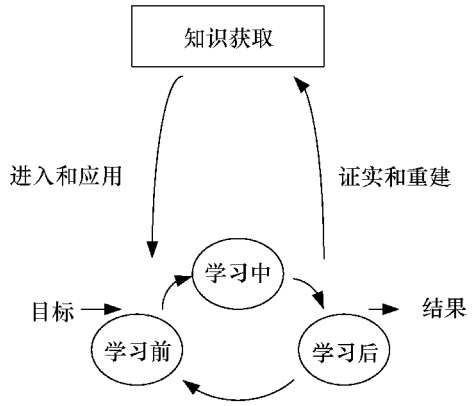 知识获取
进入和应用
证实和重建
学习中
目标
结果
学习前
学习后